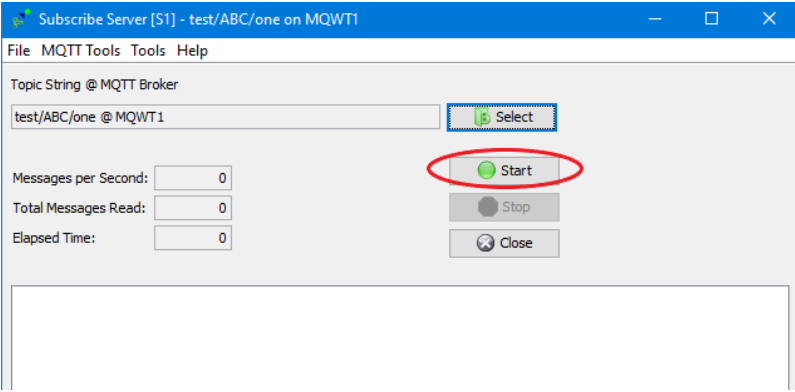 Subscribe Server [S1] - test/ABC/one on MQWT1
File MQTT Tools Tools Help
Topic String @ MQTT Broker
test/ABC/one @ MQWT1
Select
Messages per Second: 0
Start
Total Messages Read: 0
Stop
Elapsed Time: 0
Close